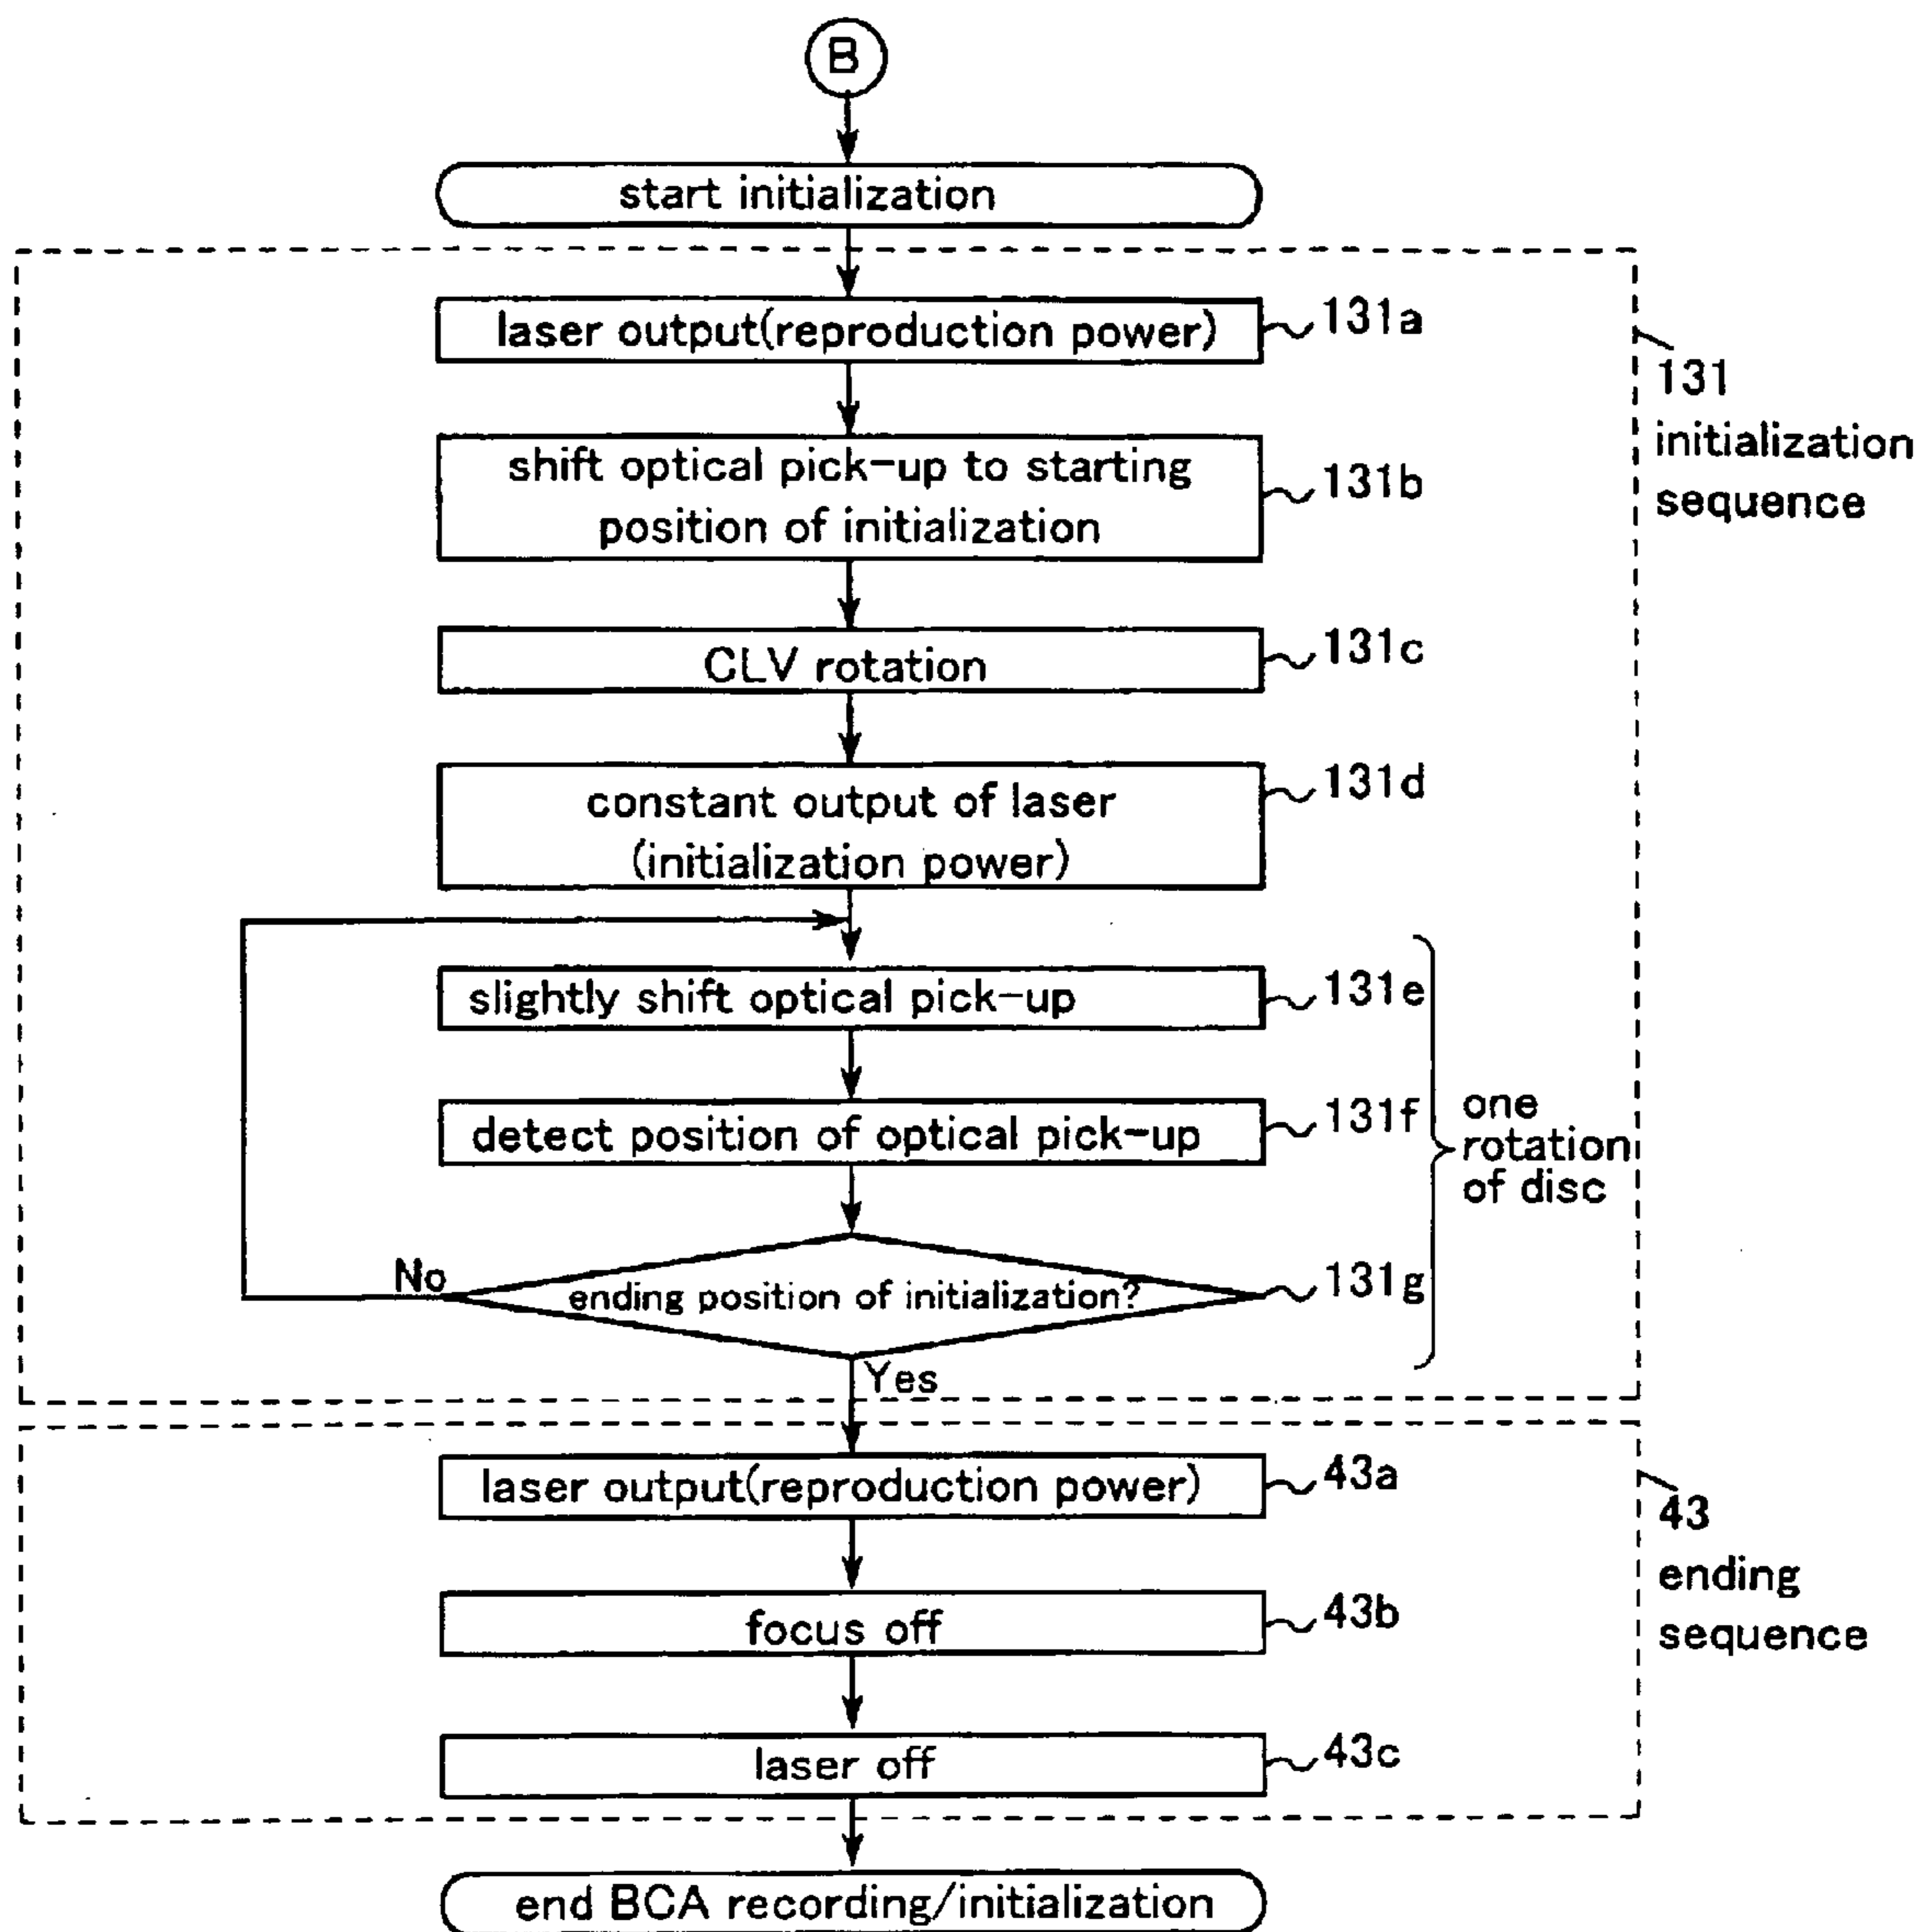 B
start initialization
laser output(reproduction power)
131a
131
initialization
sequence
shift optical pick-up to starting
position of initialization
131b
CLV rotation
131c
constant output of laser
(initialization power)
131d
slightly shift optical pick-up
131e
detect position of optical pick-up
131f
one
rotation
of disc
No
ending position of initialization?
131g
Yes
laser output(reproduction power)
43a
43
ending
sequence
focus off
43b
laser off
43c
end BCA recording/initialization